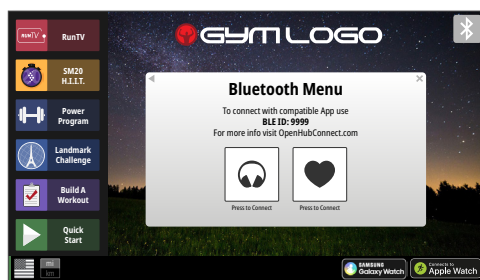 RUNTV
RunTV
GYM LOGO
SM20
H.I.I.T.
Power
Program
Landmark
Challenge
Build A
Workout
Quick
Start
Bluetooth Menu
To connect with compatible App use
BLE ID: 9999
For more info visit OpenHubConnect.com
Press to Connect
Press to Connect
mi
km
SAMSUNG
Galaxy Watch
Connects to
Apple Watch